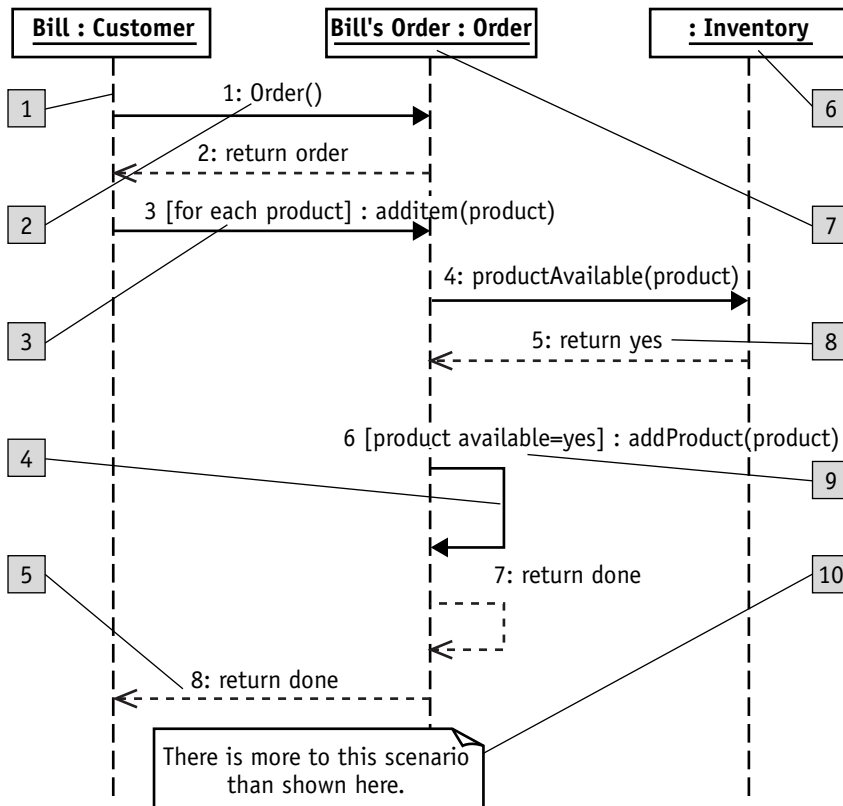 Bill : Customer
Bill's Order : Order
: Inventory
1
1: Order()
6
2: return order
2
3 [for each product] : additem(product)
7
4: productAvailable(product)
3
5: return yes
8
6 [product available=yes] : addProduct(product)
4
9
5
7: return done
10
8: return done
There is more to this scenario
than shown here.